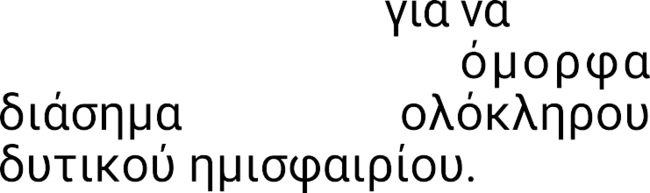 για να
όμορφα
διάσημα ολόκληρου
δυτικού ημισφαιρίου.